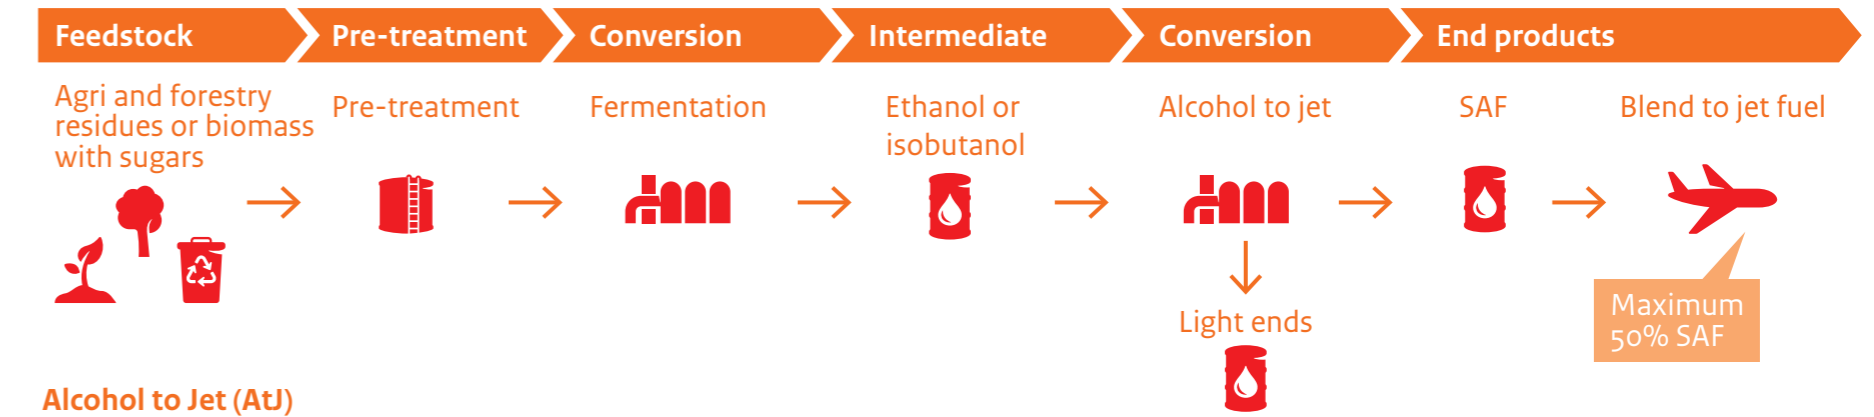 Feedstock
Pre-treatment
Conversion
Intermediate
Conversion
End products
Agri and forestry
residues or biomass
with sugars
Pre-treatment
Fermentation
Ethanol or
isobutanol
Alcohol to jet
SAF
Blend to jet fuel
Light ends
Maximum
50% SAF
Alcohol to Jet (AtJ)